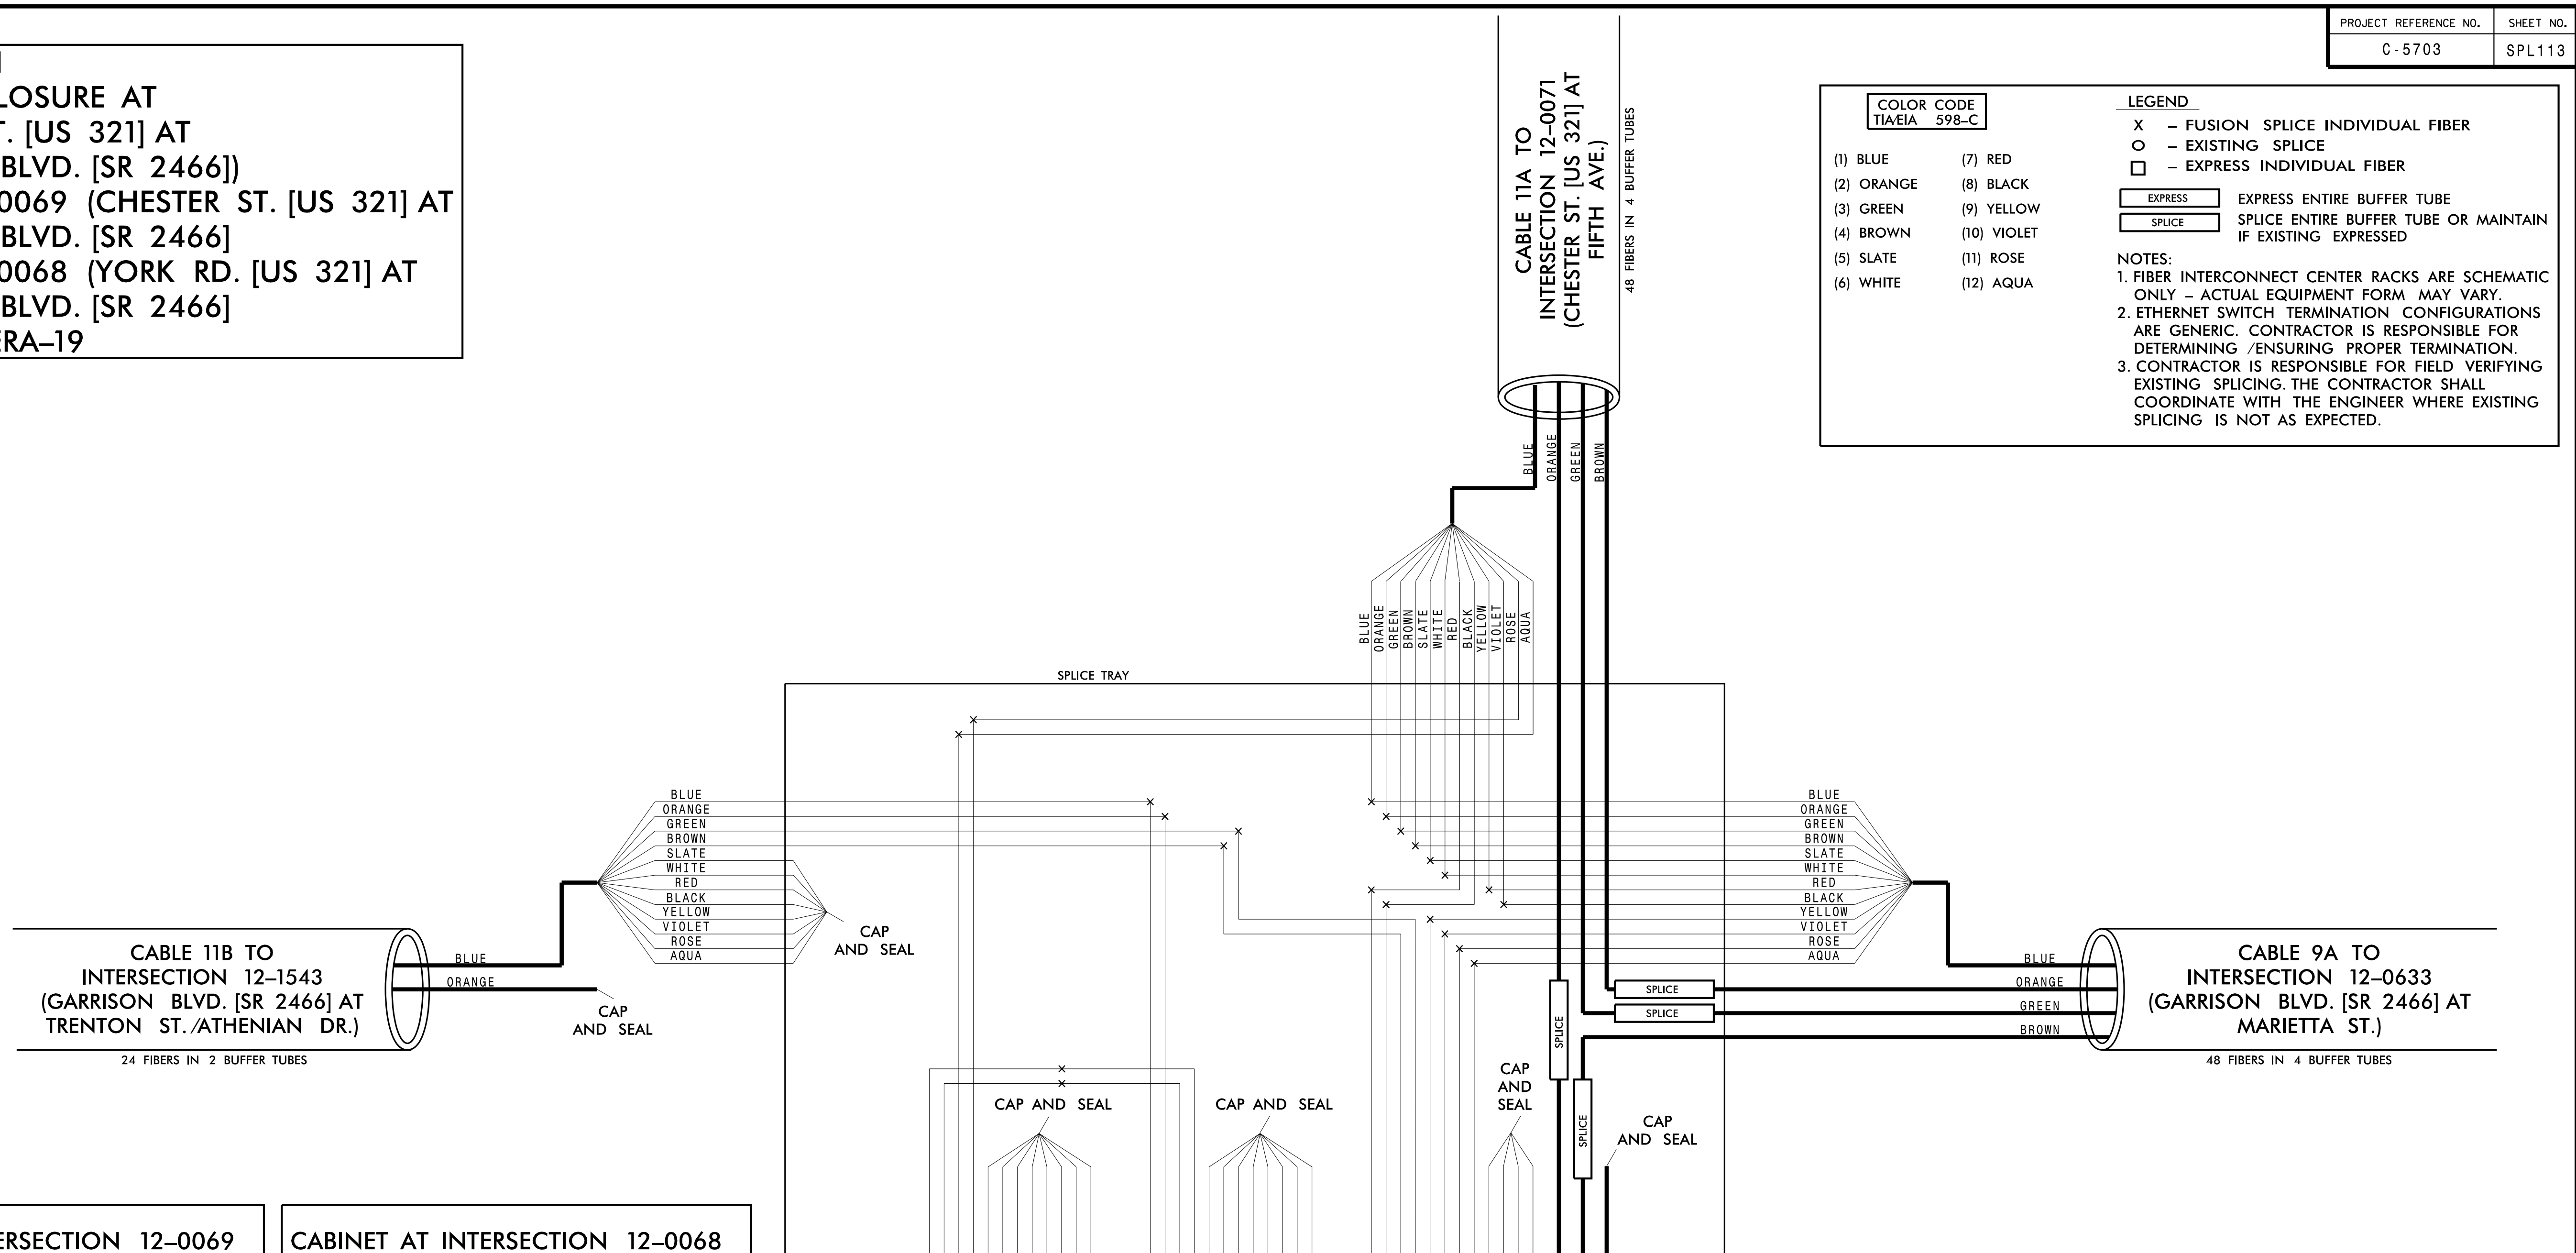 PROJECT REFERENCE NO.
SHEET NO.
C-5703
SPL113
LOSURE AT
T. [US 321] AT
BLVD. [SR 2466])
0069 (CHESTER ST. [US 321] AT
BLVD. [SR 2466]
0068 (YORK RD. [US 321] AT
BLVD. [SR 2466]
ERA–19
CABLE 11A TO
INTERSECTION 12–0071
(CHESTER ST. [US 321] AT
FIFTH AVE.)
48 FIBERS IN 4 BUFFER TUBES
COLOR CODE
TIA/EIA 598–C
(1) BLUE
(2) ORANGE
(3) GREEN
(4) BROWN
(5) SLATE
(6) WHITE
(7) RED
(8) BLACK
(9) YELLOW
(10) VIOLET
(11) ROSE
(12) AQUA
LEGEND
X – FUSION SPLICE INDIVIDUAL FIBER
O – EXISTING SPLICE
– EXPRESS INDIVIDUAL FIBER
EXPRESS EXPRESS ENTIRE BUFFER TUBE
SPLICE SPLICE ENTIRE BUFFER TUBE OR MAINTAIN
IF EXISTING EXPRESSED
NOTES:
1. FIBER INTERCONNECT CENTER RACKS ARE SCHEMATIC
ONLY – ACTUAL EQUIPMENT FORM MAY VARY.
2. ETHERNET SWITCH TERMINATION CONFIGURATIONS
ARE GENERIC. CONTRACTOR IS RESPONSIBLE FOR
DETERMINING /ENSURING PROPER TERMINATION.
3. CONTRACTOR IS RESPONSIBLE FOR FIELD VERIFYING
EXISTING SPLICING. THE CONTRACTOR SHALL
COORDINATE WITH THE ENGINEER WHERE EXISTING
SPLICING IS NOT AS EXPECTED.
BLUE
ORANGE
GREEN
BROWN
BLUE
ORANGE
GREEN
BROWN
SLATE
WHITE
RED
BLACK
YELLOW
VIOLET
ROSE
AQUA
SPLICE TRAY
BLUE
ORANGE
GREEN
BROWN
SLATE
WHITE
RED
BLACK
YELLOW
VIOLET
ROSE
AQUA
CAP
AND SEAL
BLUE
ORANGE
GREEN
BROWN
SLATE
WHITE
RED
BLACK
YELLOW
VIOLET
ROSE
AQUA
CABLE 11B TO
INTERSECTION 12–1543
(GARRISON BLVD. [SR 2466] AT
TRENTON ST./ATHENIAN DR.)
24 FIBERS IN 2 BUFFER TUBES
BLUE
ORANGE
CAP
AND SEAL
SPLICE
SPLICE
SPLICE
SPLICE
BLUE
ORANGE
GREEN
BROWN
CABLE 9A TO
INTERSECTION 12–0633
(GARRISON BLVD. [SR 2466] AT
MARIETTA ST.)
48 FIBERS IN 4 BUFFER TUBES
CAP AND SEAL
CAP AND SEAL
CAP
AND
SEAL
CAP
AND SEAL
ERSECTION 12–0069
CABINET AT INTERSECTION 12–0068